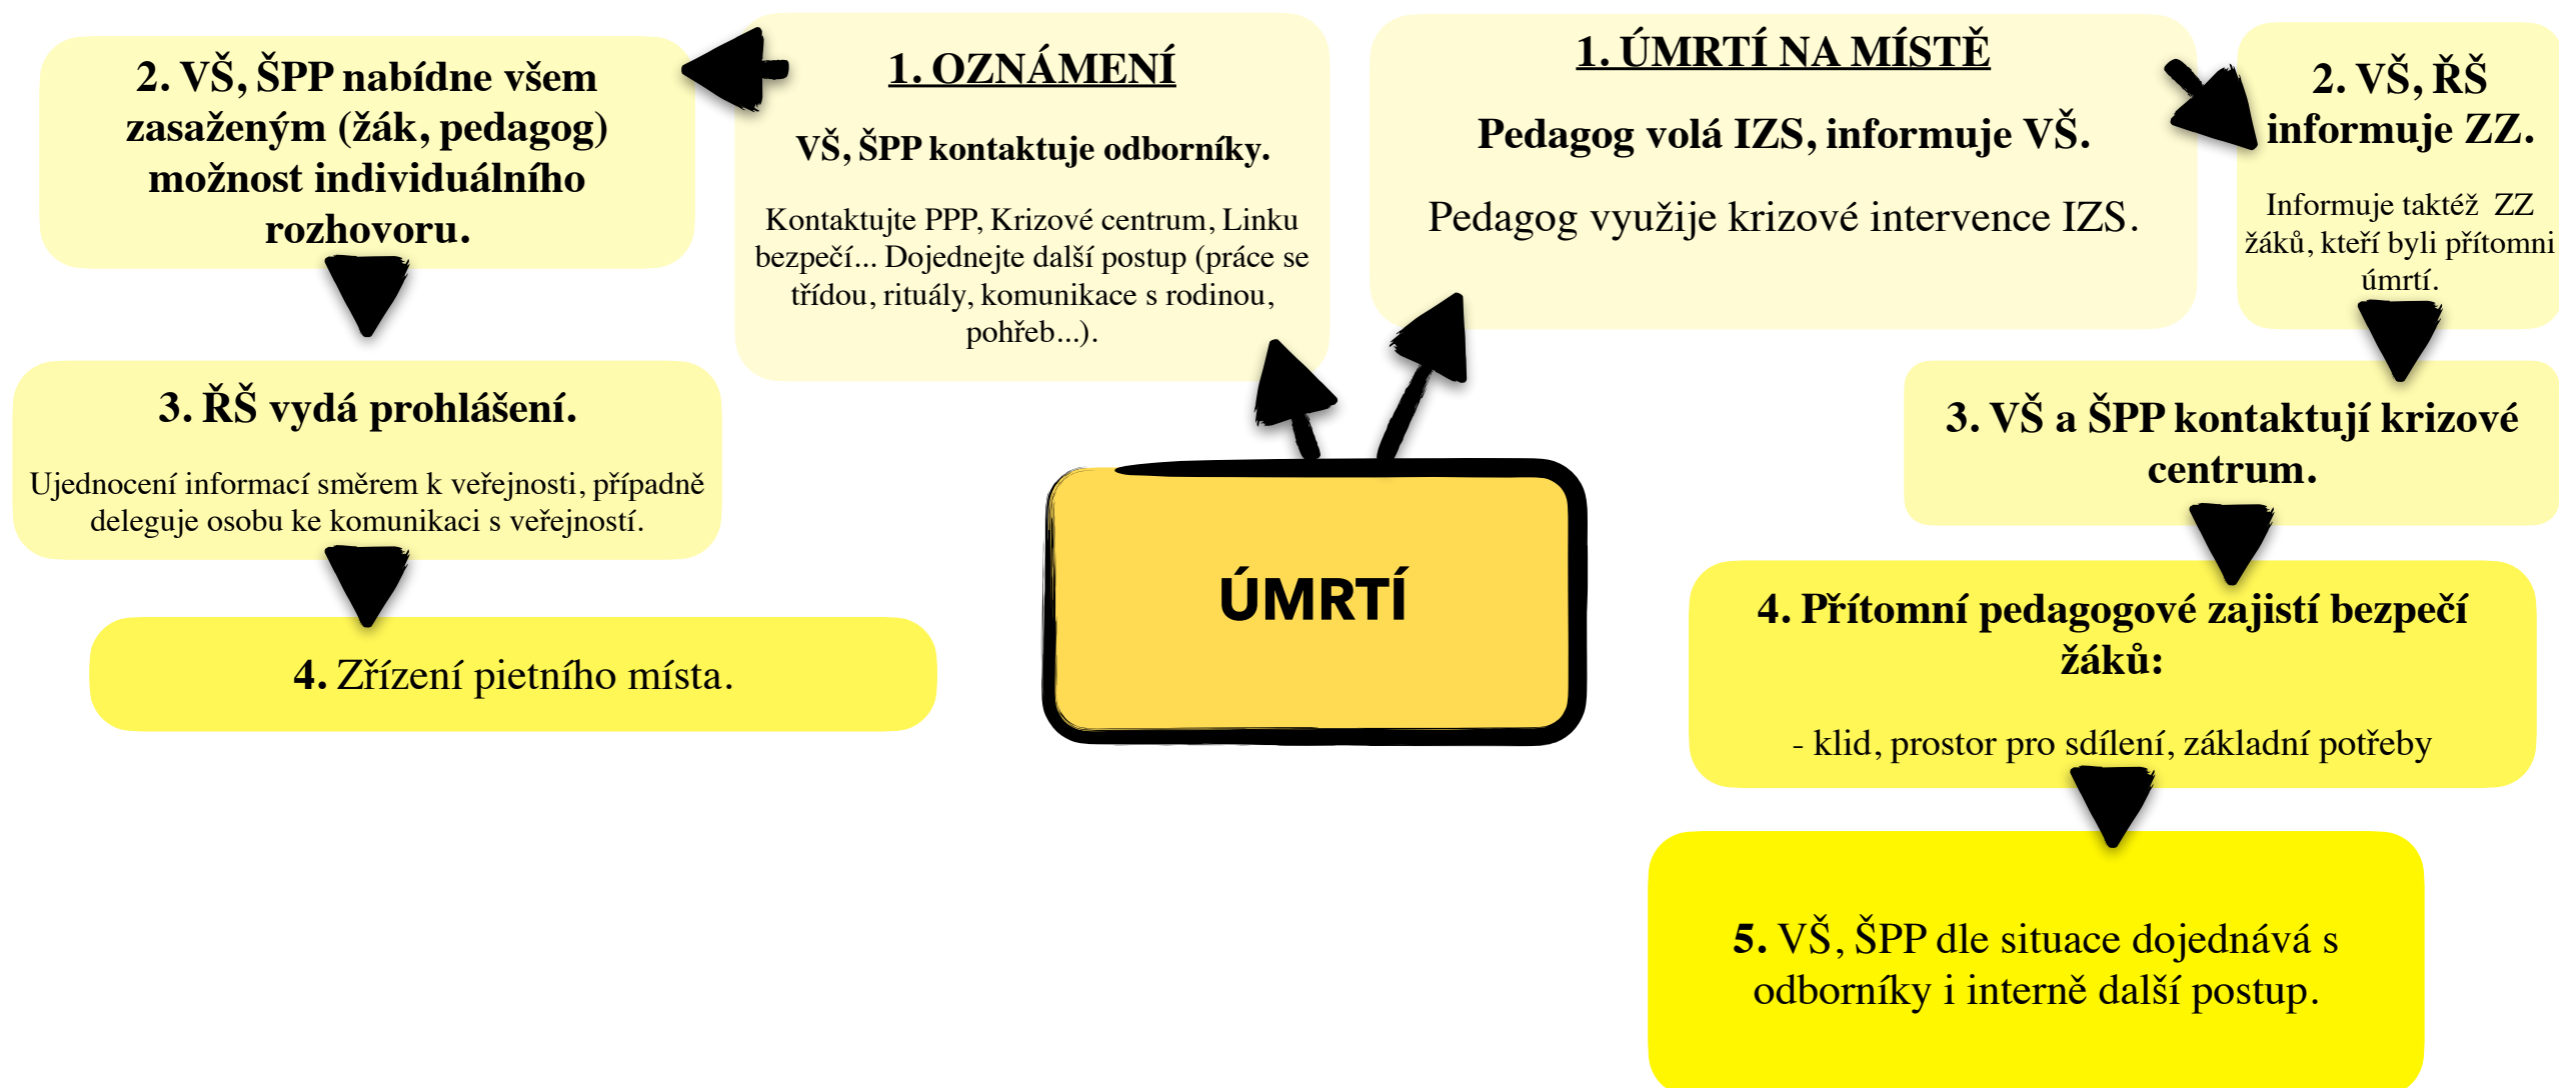 1. OZNÁMENÍ
VŠ, ŠPP kontaktuje odborníky.
Kontaktujte PPP, Krizové centrum, Linku
bezpečí... Dojednejte další postup (práce se
třídou, rituály, komunikace s rodinou,
pohřeb...).
2. VŠ, ŠPP nabídne všem
zasaženým (žák, pedagog)
možnost individuálního
rozhovoru.
3. ŘŠ vydá prohlášení.
Ujednocení informací směrem k veřejnosti, případně
deleguje osobu ke komunikaci s veřejností.
4. Zřízení pietního místa.
ÚMRTÍ
1. ÚMRTÍ NA MÍSTĚ
Pedagog volá IZS, informuje VŠ.
Pedagog využije krizové intervence IZS.
2. VŠ, ŘŠ
informuje ZZ.
Informuje taktéž  ZZ
žáků, kteří byli přítomni
úmrtí.
3. VŠ a ŠPP kontaktují krizové
centrum.
4. Přítomní pedagogové zajistí bezpečí
žáků:
- klid, prostor pro sdílení, základní potřeby
5. VŠ, ŠPP dle situace dojednává s
odborníky i interně další postup.